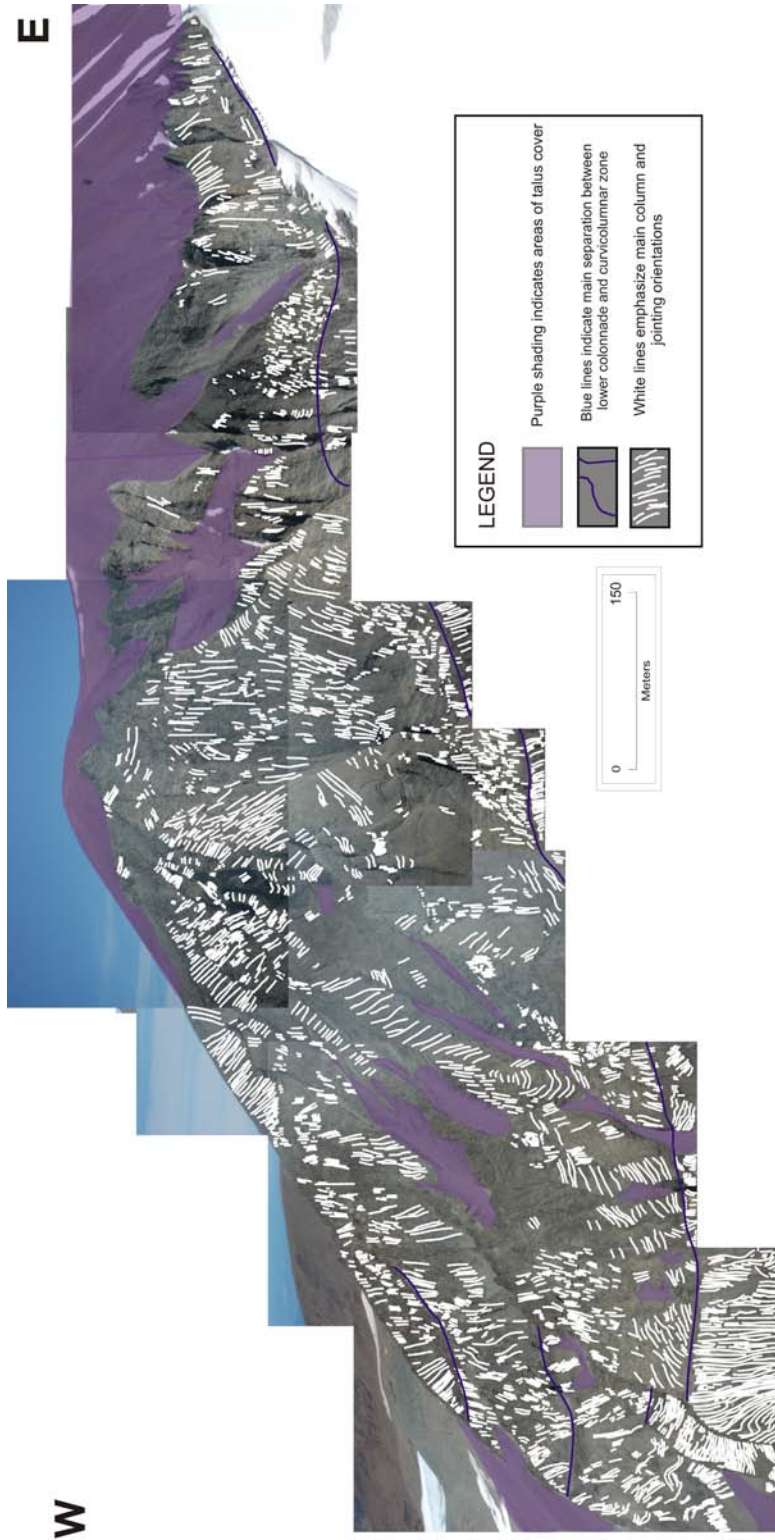 W
E
LEGEND
Purple shading indicates areas of talus cover
Blue lines indicate main separation between
lower colonnade and curvicolumnar zone
White lines emphasize main column and
jointing orientations
0
150
Meters